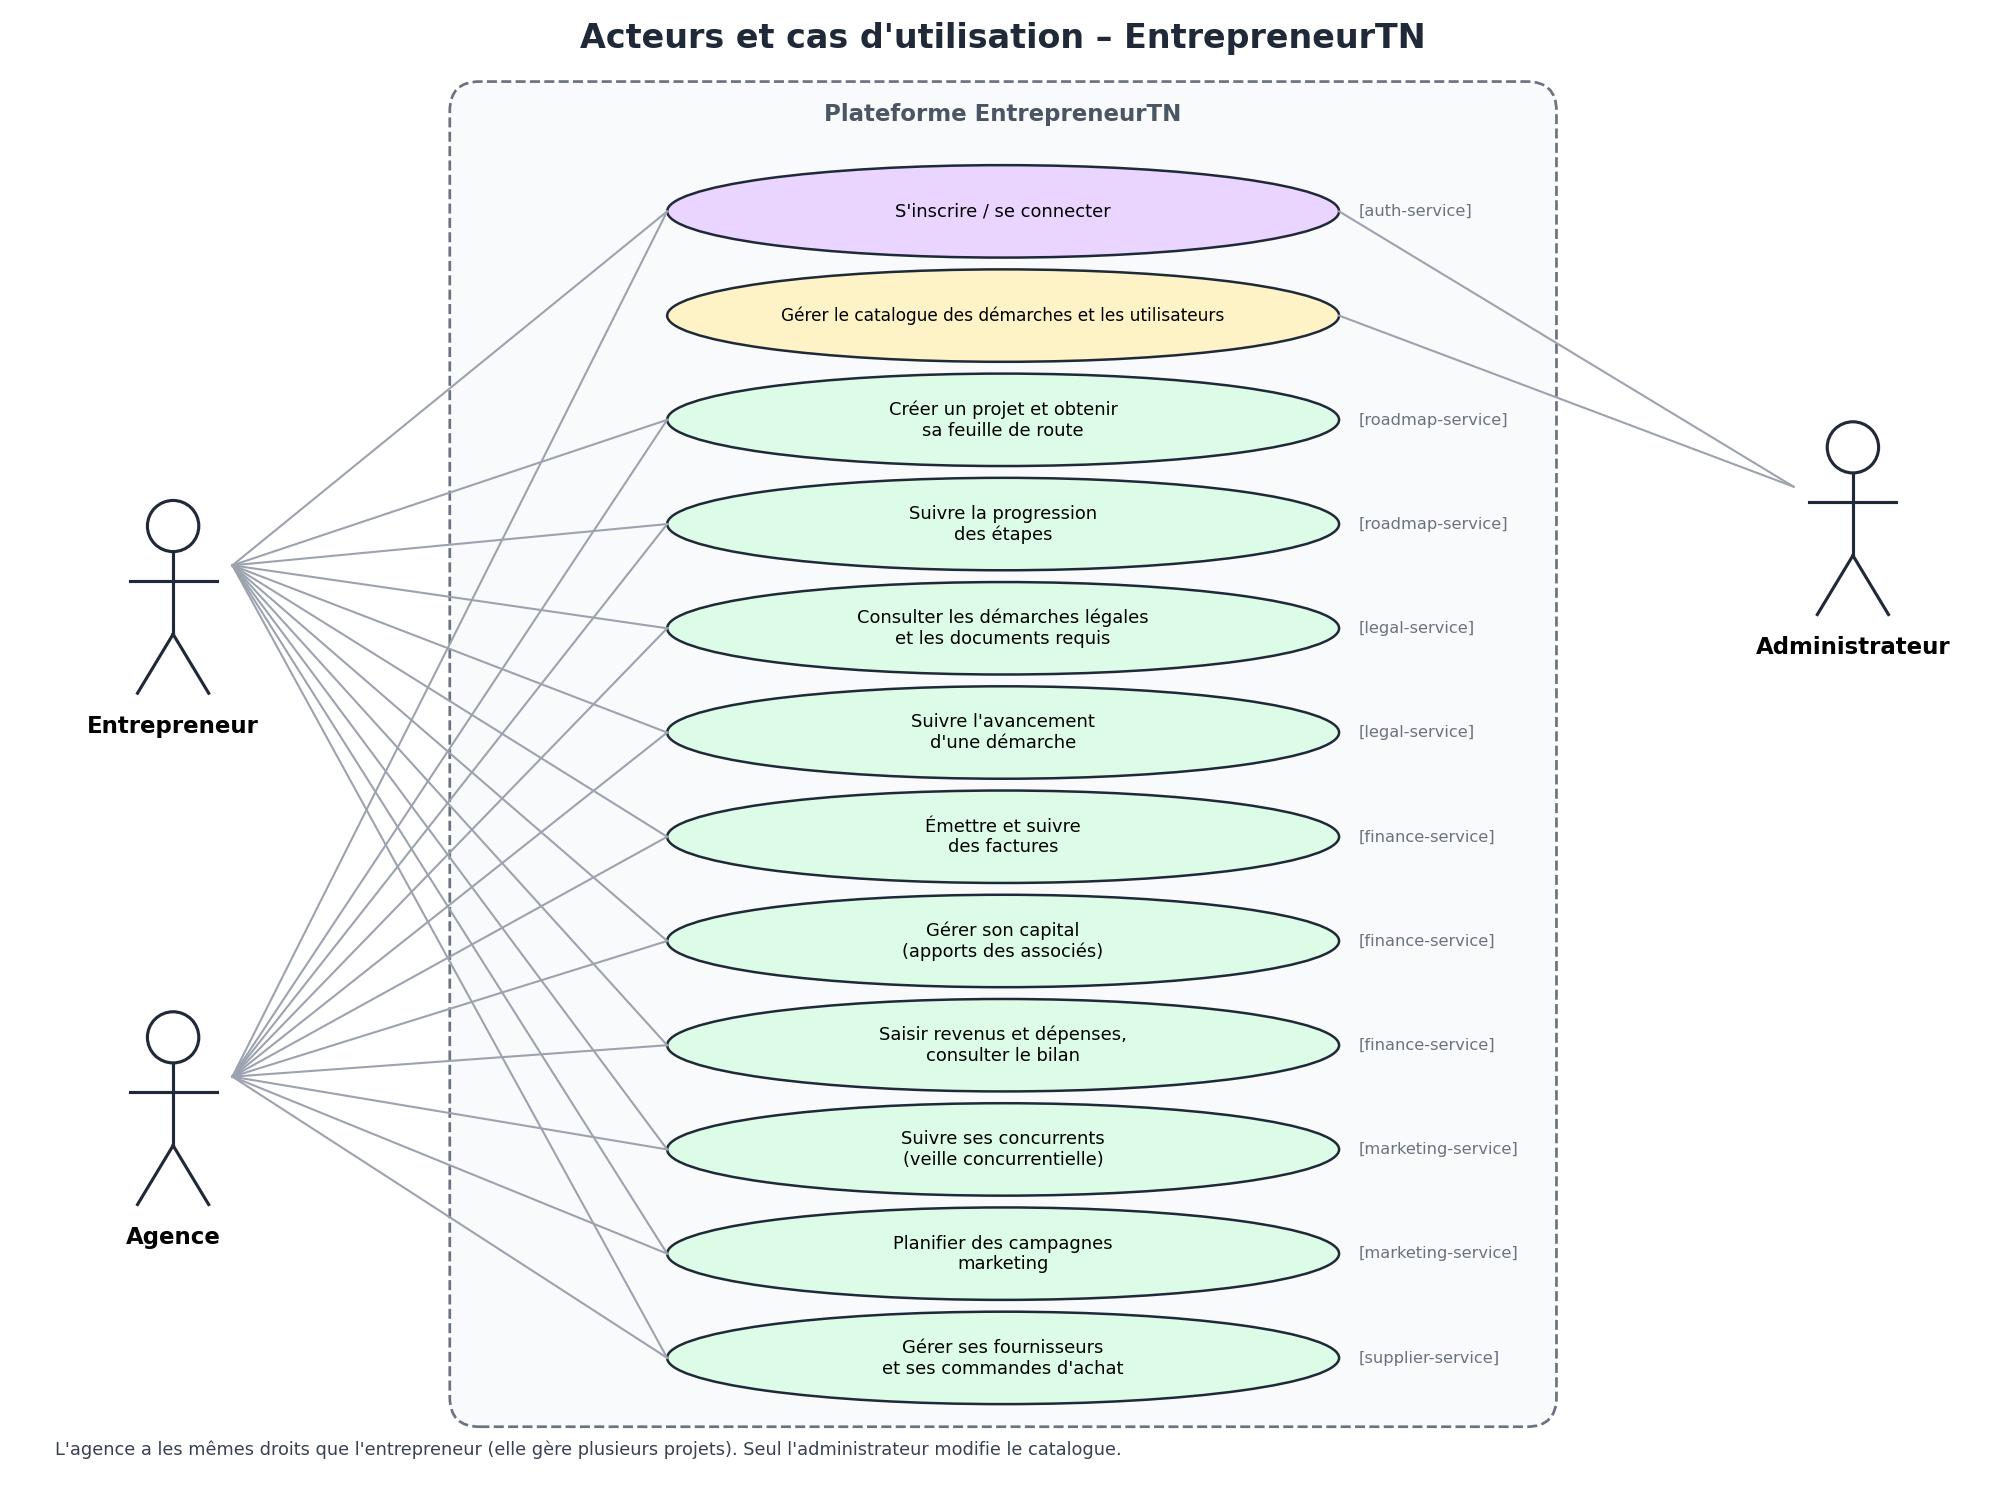 Acteurs et cas d'utilisation – EntrepreneurTN
Plateforme EntrepreneurTN
S'inscrire / se connecter
[auth-service]
Gérer le catalogue des démarches et les utilisateurs
Créer un projet et obtenir
sa feuille de route
[roadmap-service]
Suivre la progression
des étapes
[roadmap-service]
Consulter les démarches légales
et les documents requis
[legal-service]
Administrateur
Entrepreneur
Suivre l'avancement
d'une démarche
[legal-service]
Émettre et suivre
des factures
[finance-service]
Gérer son capital
(apports des associés)
[finance-service]
Saisir revenus et dépenses,
consulter le bilan
[finance-service]
Suivre ses concurrents
(veille concurrentielle)
[marketing-service]
Agence
Planifier des campagnes
marketing
[marketing-service]
Gérer ses fournisseurs
et ses commandes d'achat
[supplier-service]
L'agence a les mêmes droits que l'entrepreneur (elle gère plusieurs projets). Seul l'administrateur modifie le catalogue.